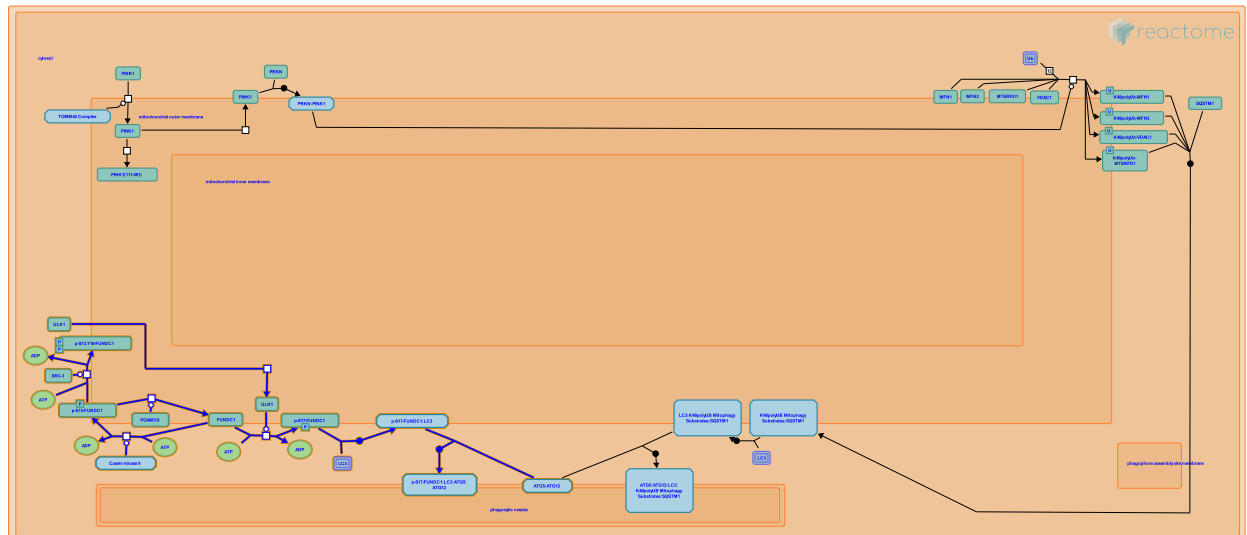 reactome
cytosol
PINK1
PRKN
Ub
12
PINK1
PRKN:PINK1
MFN1
MFN2
MTERFD1
VDAC1
U
K48polyUb-MFN1
SQSTM1
TOMM40 Complex
mitochondrial outer membrane
U
K48polyUb-MFN2
PINK1
U
K48polyUb-VDAC1
U
K48polyUb-
MTERFD1
PINK1(111-581)
mitochondrial inner membrane
ULK1
P
P
p-S13,Y18-FUNDC1
ADP
SRC-1
ATP
P
p-S13-FUNDC1
PGAM5-S
FUNDC1
ULK1
p-S17-FUNDC1
P
p-S17-FUNDC1:LC3
LC3:K48polyUB Mitophagy
Substrates:SQSTM1
K48polyUB Mitophagy
Substrates:SQSTM1
ADP
ATP
ATP
ADP
Casein kinase II
LC3
LC3
phagophore assembly site membrane
p-S17-FUNDC1:LC3:ATG5:
ATG12
ATG5:ATG12
ATG5:ATG12:LC3:
K48polyUB Mitophagy
Substrates:SQSTM1
phagocytic vesicle